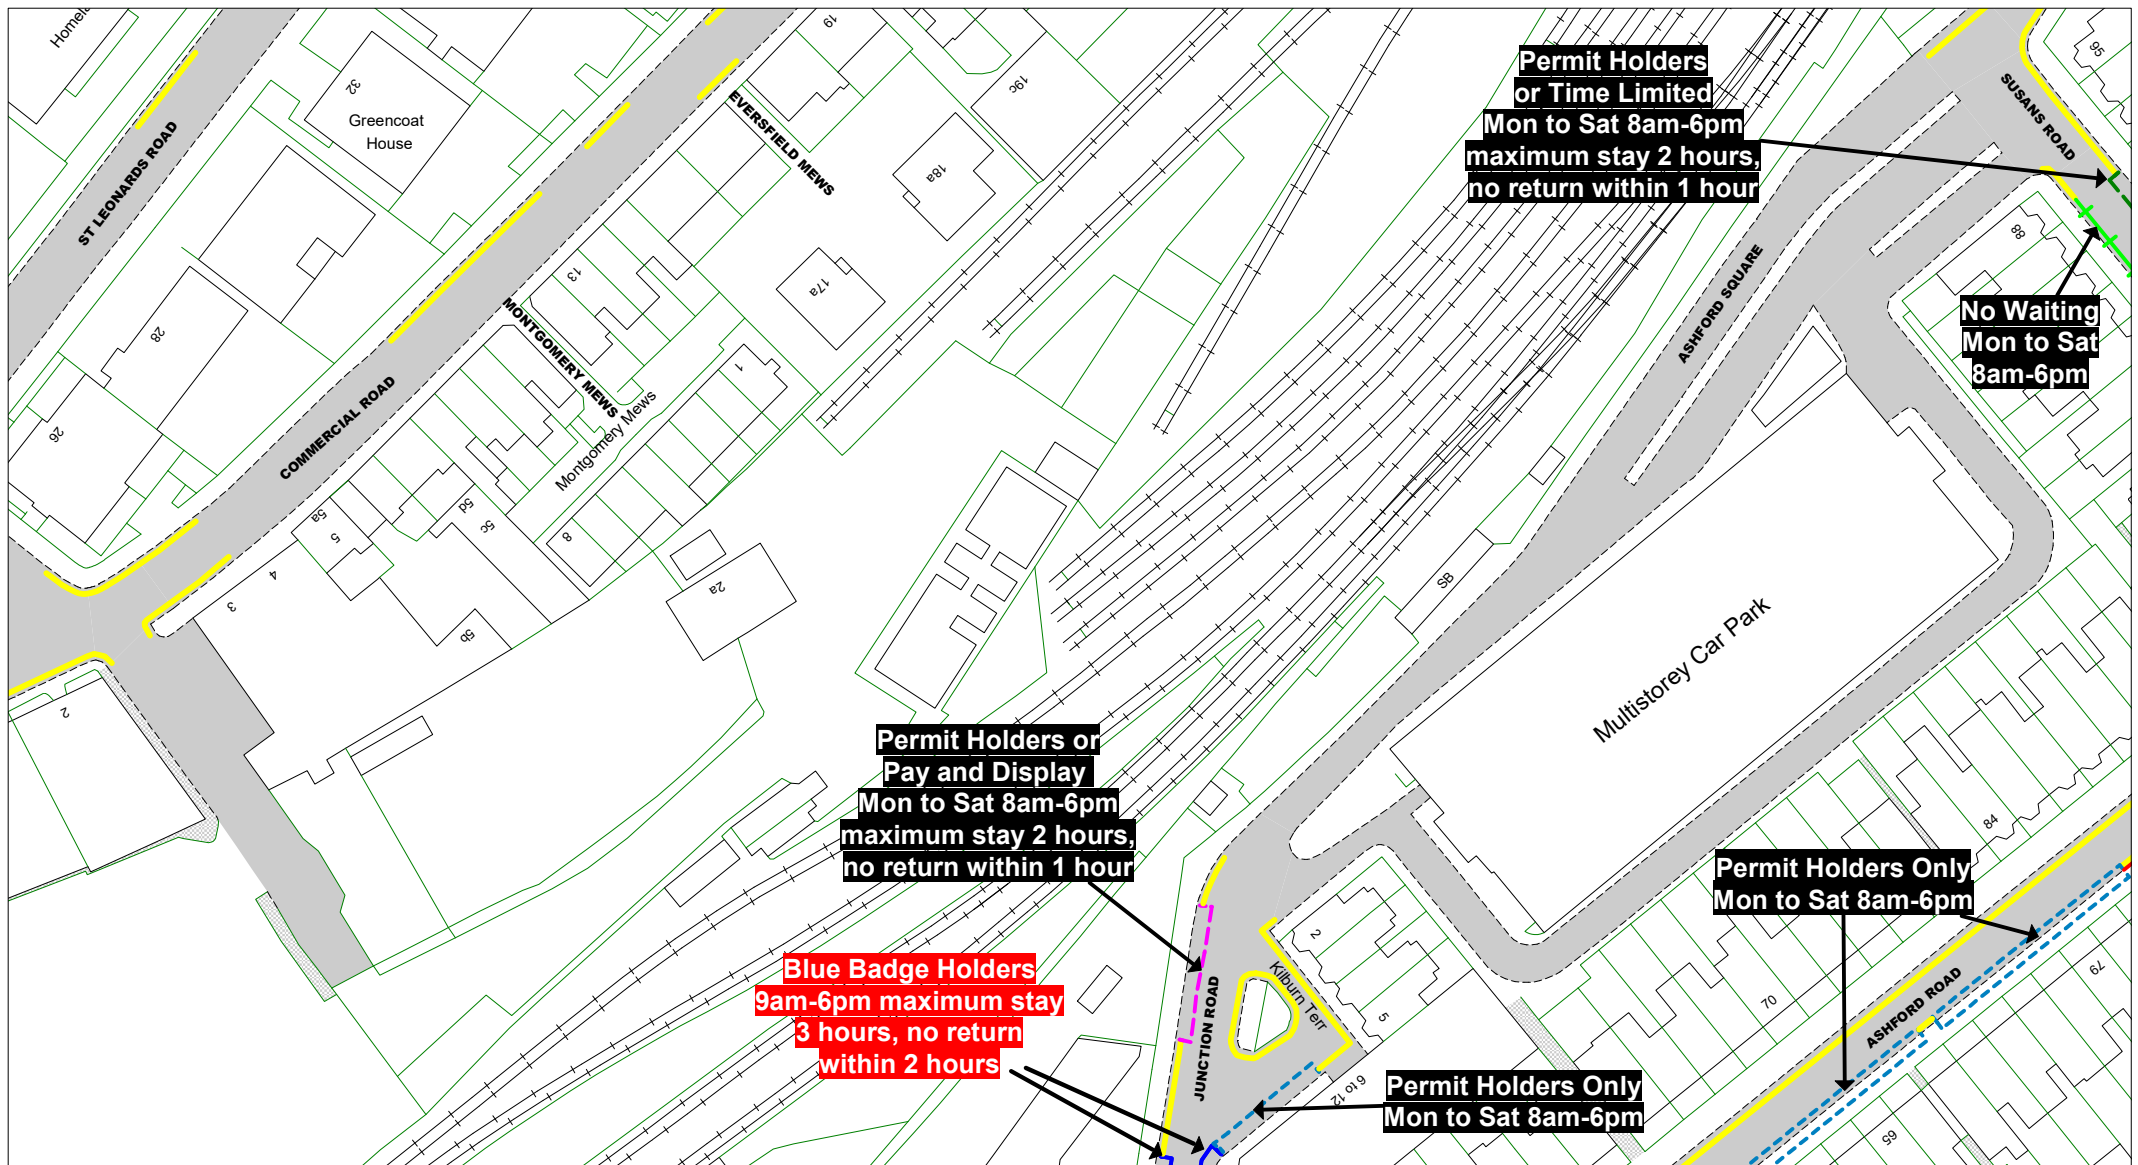 Homela
ST LEONARDS ROAD
32
Greencoat
House
28
26
COMMERCIAL ROAD
EVERSFIELD MEWS
19
19c
18a
17a
13
MONTGOMERY MEWS
Montgomery Mews
1
8
5a
5
5d
5c
4
3
5b
2a
2
Permit Holders
or Time Limited
Mon to Sat 8am-6pm
maximum stay 2 hours,
no return within 1 hour
SUSANS ROAD
95
88
No Waiting
Mon to Sat
8am-6pm
ASHFORD SQUARE
SB
Multistorey Car Park
Permit Holders or
Pay and Display
Mon to Sat 8am-6pm
maximum stay 2 hours,
no return within 1 hour
Blue Badge Holders
9am-6pm maximum stay
3 hours, no return
within 2 hours
JUNCTION ROAD
Kilburn Terr
2
5
6 to 12
Permit Holders Only
Mon to Sat 8am-6pm
Permit Holders Only
Mon to Sat 8am-6pm
ASHFORD ROAD
84
70
79
65